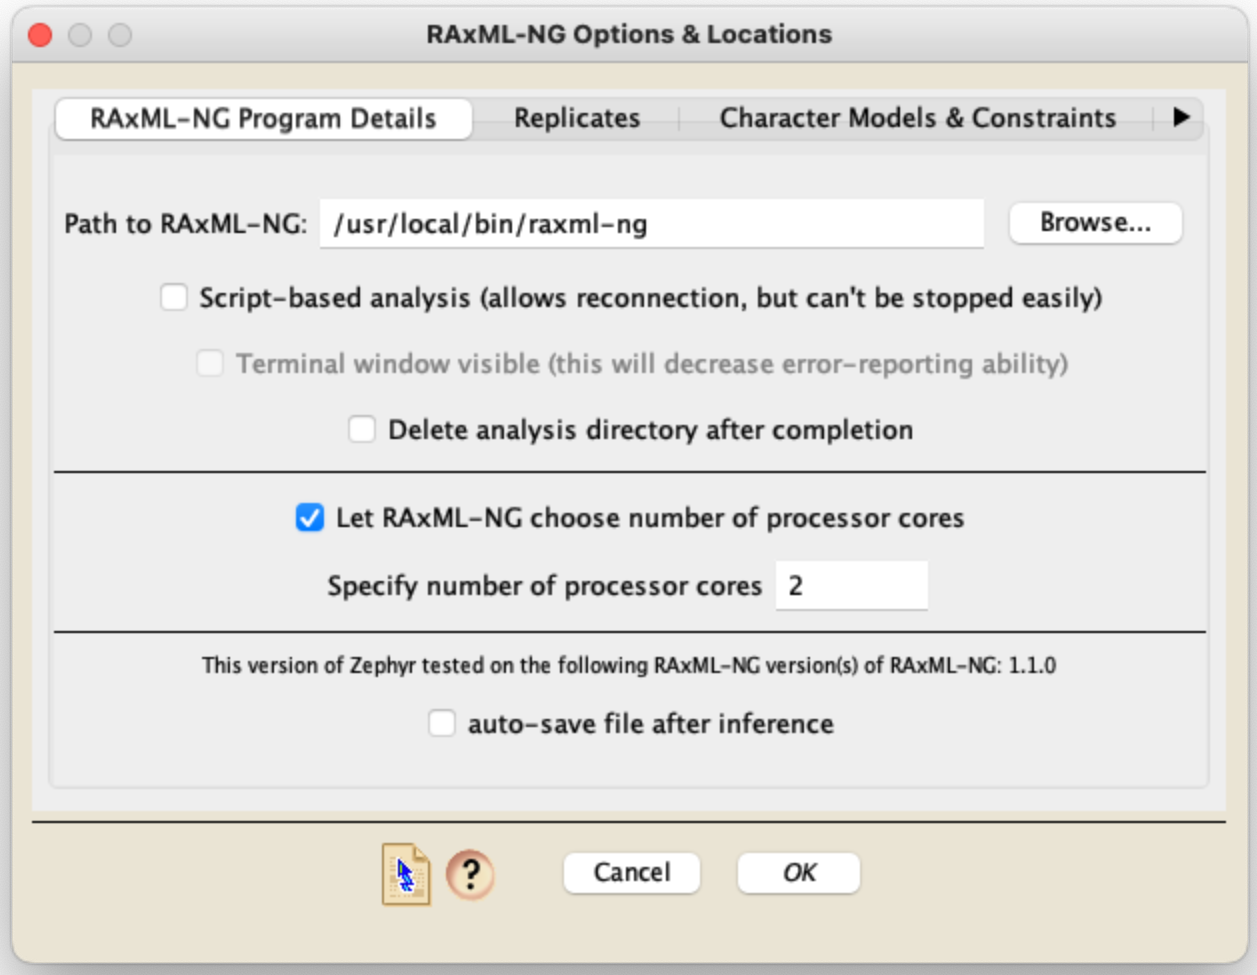 RAxML-NG Options & Locations
RAxML-NG Program Details Replicates Character Models & Constraints
Path to RAxML-NG: /usr/local/bin/raxml-ng Browse...
Script-based analysis (allows reconnection, but can't be stopped easily)
Terminal window visible (this will decrease error-reporting ability)
Delete analysis directory after completion
Let RAxML-NG choose number of processor cores
Specify number of processor cores 2
This version of Zephyr tested on the following RAxML-NG version(s) of RAxML-NG: 1.1.0
auto-save file after inference
? Cancel OK